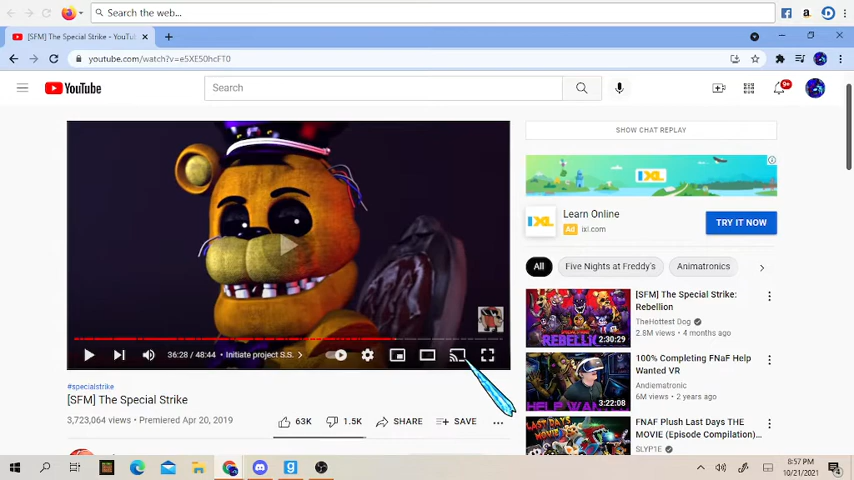 Search the web...
[SFM] The Special Strike - YouTu
youtube.com/watch?v=e5XE50hcFT0
YouTube
Search
9+
SHOW CHAT REPLAY
IXL
Learn Online
Ad ixl.com
TRY IT NOW
All Five Nights at Freddy's Animatronics
[SFM] The Special Strike: Rebellion
TheHottest Dog
2.8M views • 4 months ago
2:30:29
100% Completing FNaF Help Wanted VR
Andiematronic
6M views • 2 years ago
3:22:08
FNAF Plush Last Days THE MOVIE (Episode Compilation)...
SLYP1E
36:28 / 48:44 • Initiate project S.S.
#specialstrike
[SFM] The Special Strike
3,723,064 views • Premiered Apr 20, 2019
63K 1.5K SHARE SAVE
8:57 PM
10/21/2021
4